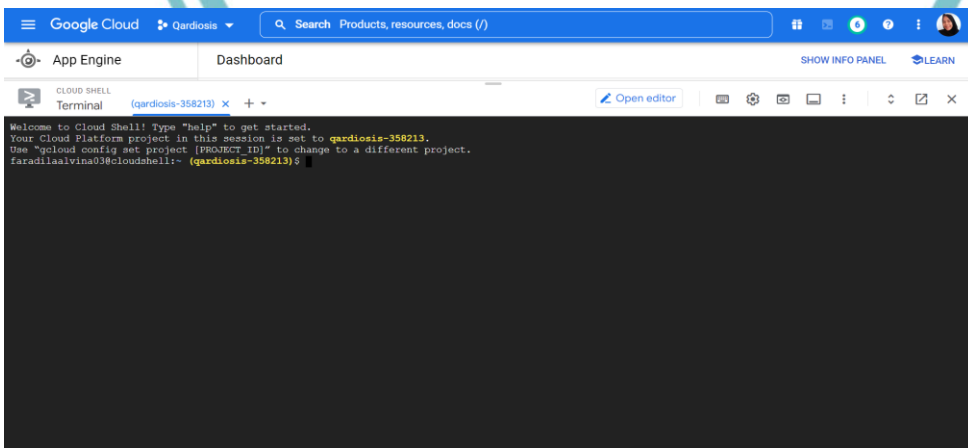 Google Cloud Qardiosis Search Products, resources, docs (/) 6
App Engine Dashboard SHOW INFO PANEL LEARN
CLOUD SHELL
Terminal (qardiosis-358213) Open editor
Welcome to Cloud Shell! Type "help" to get started.
Your Cloud Platform project in this session is set to qardiosis-358213.
Use "gcloud config set project [PROJECT_ID]" to change to a different project.
faradilaalvina03@cloudshell:~ (qardiosis-358213)$